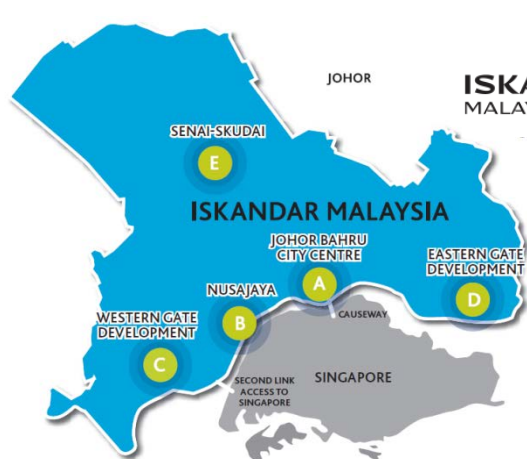 JOHOR
ISKA
MALAY
SENAI-SKUDAI
E
ISKANDAR MALAYSIA
JOHOR BAHRU
CITY CENTRE
A
EASTERN GATE
DEVELOPMENT
D
NUSAJAYA
B
CAUSEWAY
WESTERN GATE
DEVELOPMENT
C
SECOND LINK
ACCESS TO
SINGAPORE
SINGAPORE